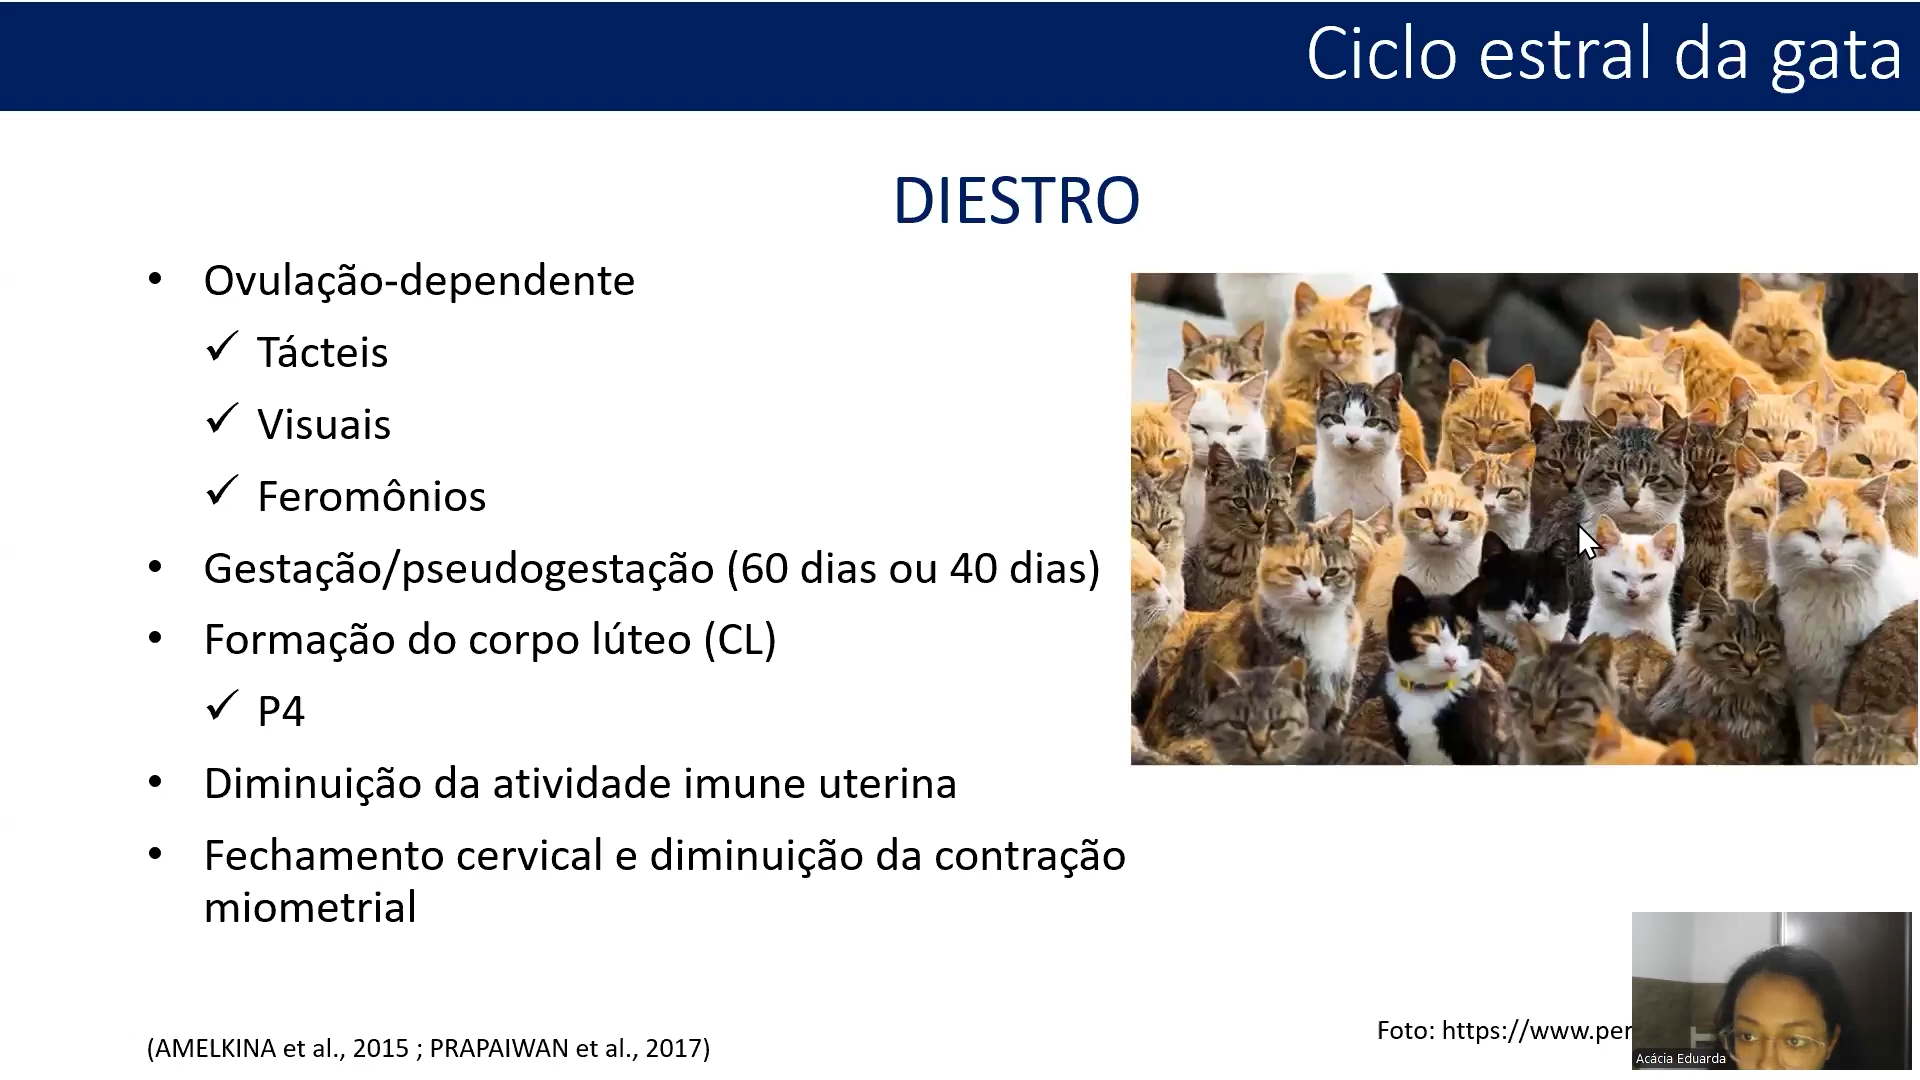 Ciclo estral da gata
DIESTRO
• Ovulação-dependente
✓ Tácteis
✓ Visuais
✓ Feromônios
• Gestação/pseudogestação (60 dias ou 40 dias)
• Formação do corpo lúteo (CL)
✓ P4
• Diminuição da atividade imune uterina
• Fechamento cervical e diminuição da contração
miometrial
(AMELKINA et al., 2015 ; PRAPAIWAN et al., 2017)
Foto: https://www.per
Acácia Eduarda